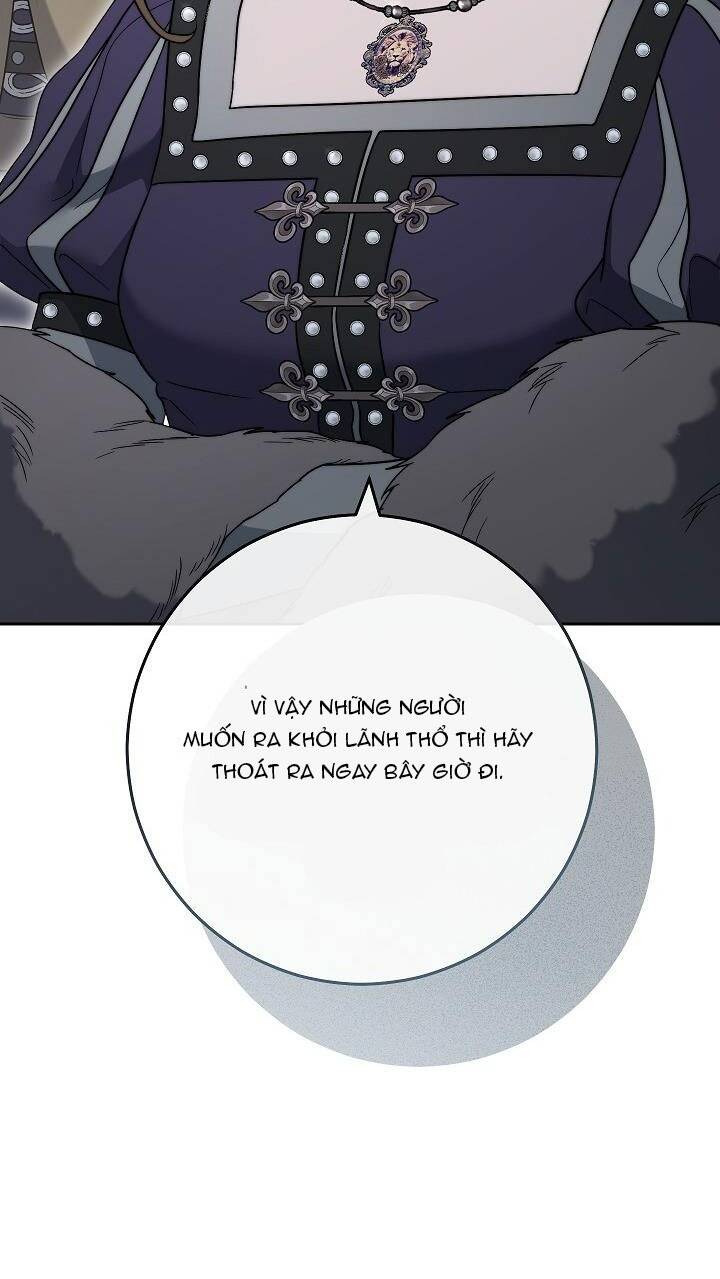 VÌ VẬY NHỮNG NGƯỜI
MUỐN RA KHỎI LÃNH THỔ THÌ HÃY
THOÁT RA NGAY BÂY GIỜ ĐI.